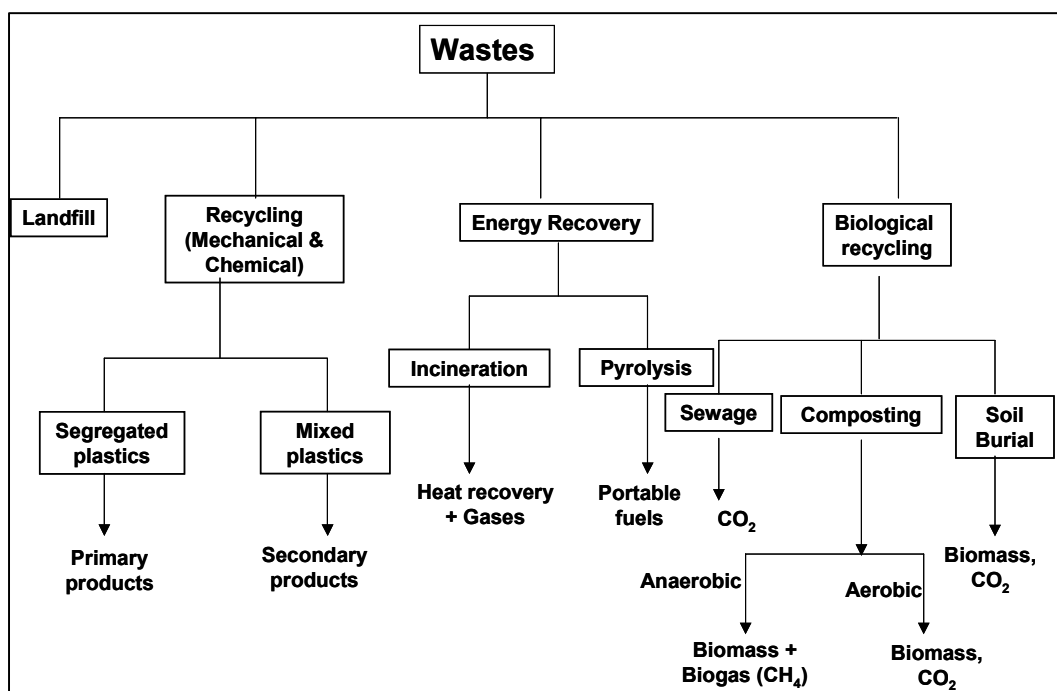 Wastes
Landfill
Recycling
(Mechanical &
Chemical)
Energy Recovery
Biological
recycling
Incineration
Pyrolysis
Sewage
Composting
Soil
Burial
Segregated
plastics
Mixed
plastics
Heat recovery
+ Gases
Portable
fuels
CO₂
Primary
products
Secondary
products
Anaerobic
Aerobic
Biomass,
CO₂
Biomass +
Biogas (CH₄)
Biomass,
CO₂